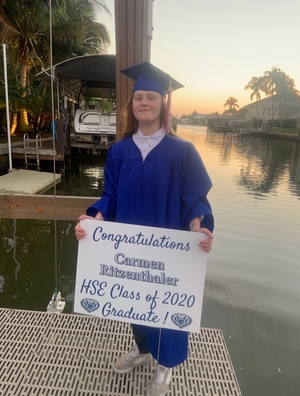 Congratulations
Carmen
Ritzenthaler
HSE Class of 2020
Graduate!